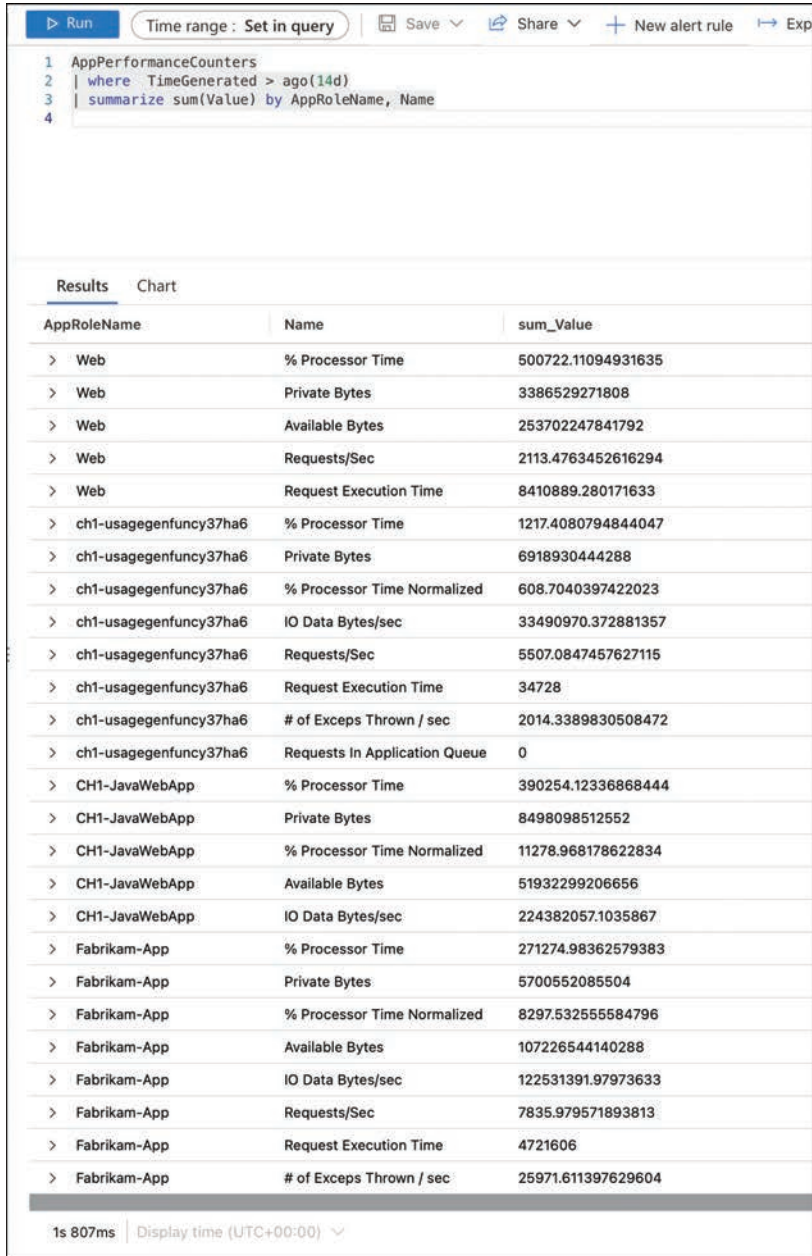 Run Time range : Set in query Save Share New alert rule Exp
1 AppPerformanceCounters
2 | where TimeGenerated > ago(14d)
3 | summarize sum(Value) by AppRoleName, Name
4
Results Chart
AppRoleName Name sum_Value
> Web % Processor Time 500722.11094931635
> Web Private Bytes 3386529271808
> Web Available Bytes 253702247841792
> Web Requests/Sec 2113.4763452616294
> Web Request Execution Time 8410889.280171633
> ch1-usagegenfuncy37ha6 % Processor Time 1217.4080794844047
> ch1-usagegenfuncy37ha6 Private Bytes 6918930444288
> ch1-usagegenfuncy37ha6 % Processor Time Normalized 608.7040397422023
> ch1-usagegenfuncy37ha6 IO Data Bytes/sec 33490970.372881357
> ch1-usagegenfuncy37ha6 Requests/Sec 5507.0847457627115
> ch1-usagegenfuncy37ha6 Request Execution Time 34728
> ch1-usagegenfuncy37ha6 # of Exceps Thrown / sec 2014.3389830508472
> ch1-usagegenfuncy37ha6 Requests In Application Queue 0
> CH1-JavaWebApp % Processor Time 390254.12336868444
> CH1-JavaWebApp Private Bytes 8498098512552
> CH1-JavaWebApp % Processor Time Normalized 11278.968178622834
> CH1-JavaWebApp Available Bytes 51932299206656
> CH1-JavaWebApp IO Data Bytes/sec 224382057.1035867
> Fabrikam-App % Processor Time 271274.98362579383
> Fabrikam-App Private Bytes 5700552085504
> Fabrikam-App % Processor Time Normalized 8297.532555584796
> Fabrikam-App Available Bytes 107226544140288
> Fabrikam-App IO Data Bytes/sec 122531391.97973633
> Fabrikam-App Requests/Sec 7835.979571893813
> Fabrikam-App Request Execution Time 4721606
> Fabrikam-App # of Exceps Thrown / sec 25971.611397629604
1s 807ms Display time (UTC+00:00)